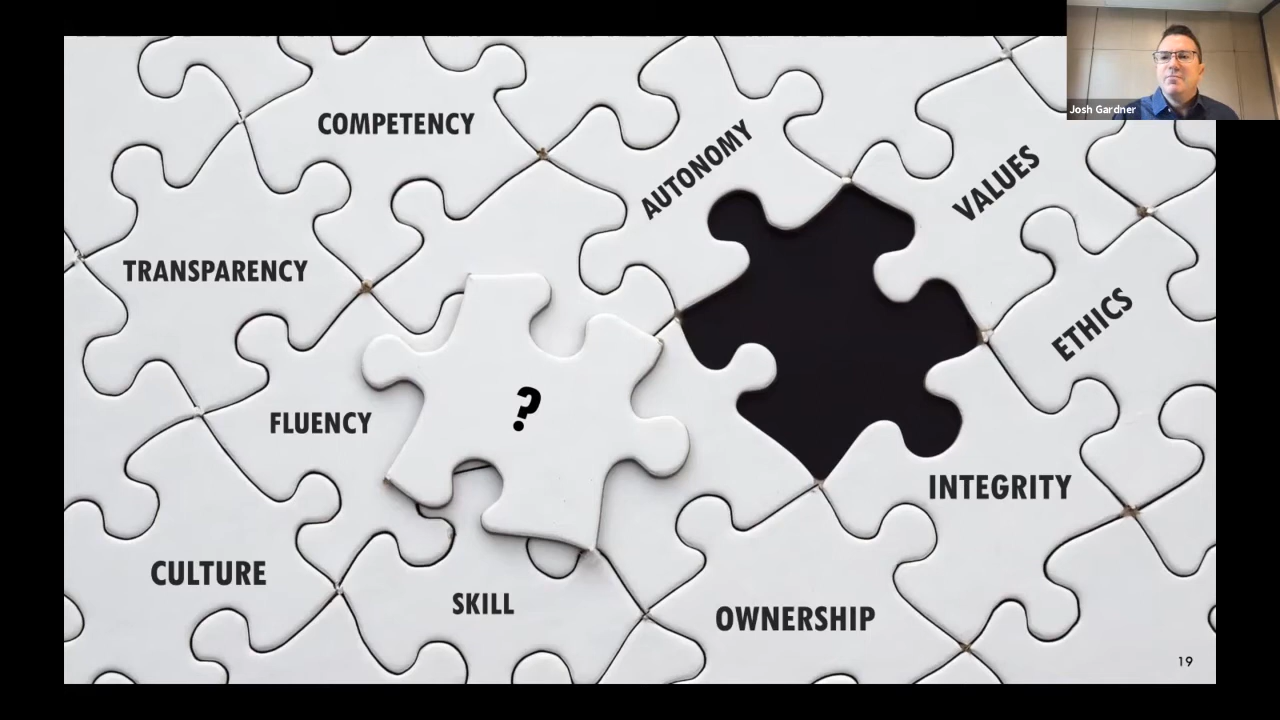 Josh Gardner
COMPETENCY
AUTONOMY
VALUES
TRANSPARENCY
ETHICS
?
FLUENCY
INTEGRITY
CULTURE
SKILL
OWNERSHIP
19